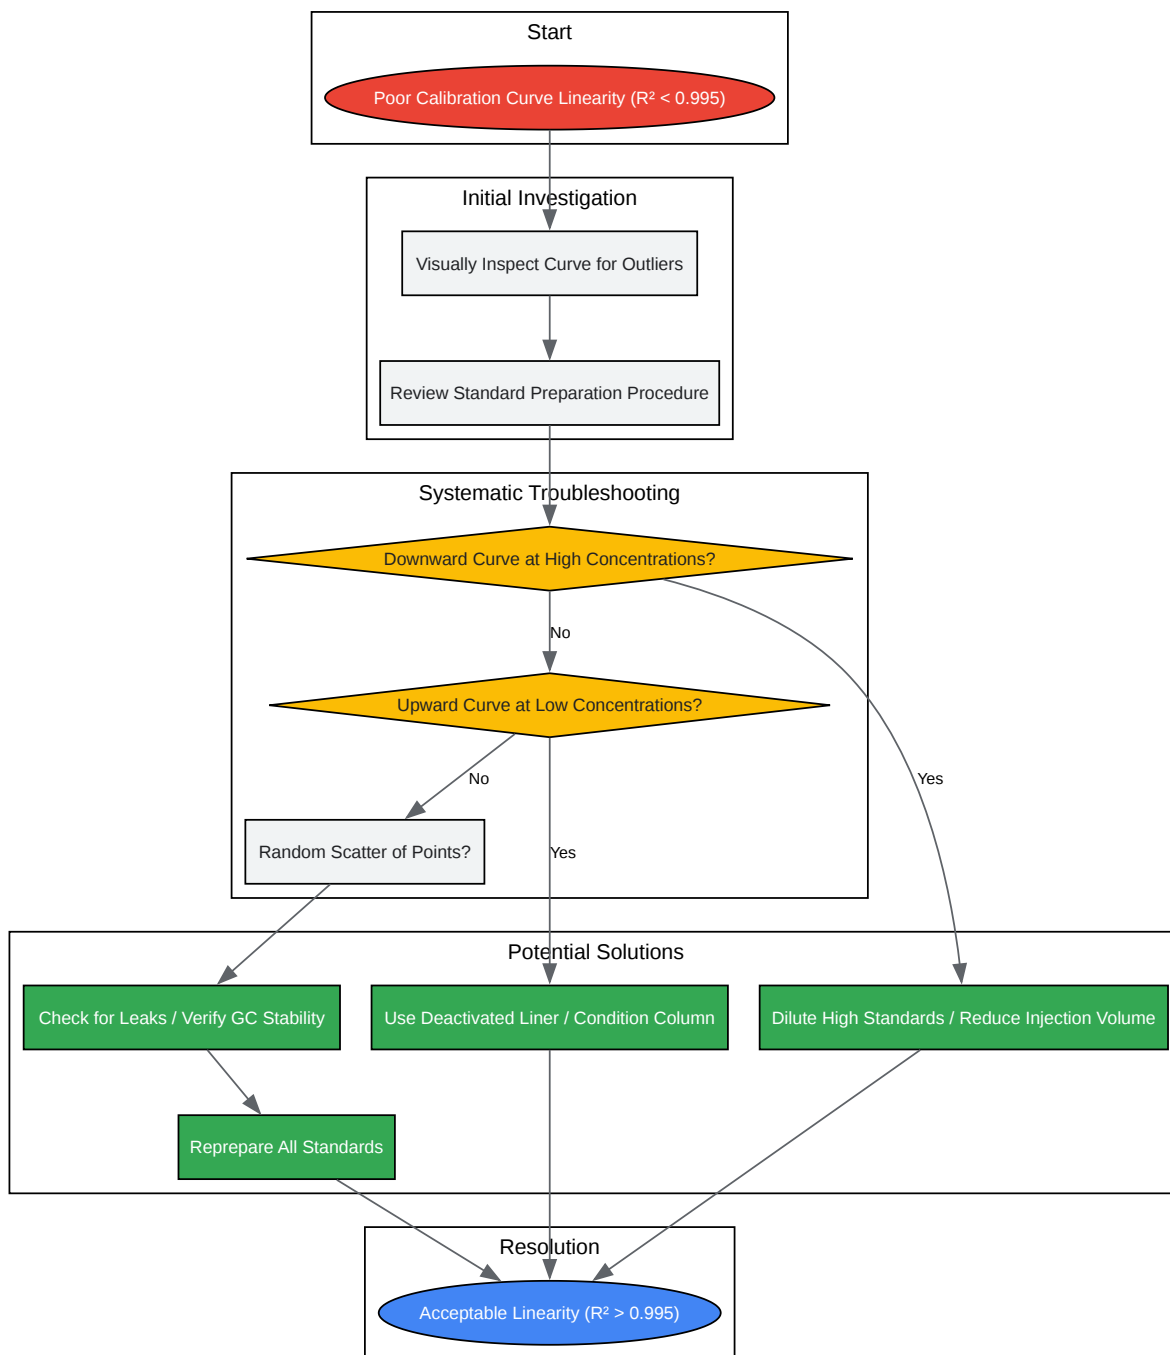 Start
Poor Calibration Curve Linearity (R² < 0.995)
Initial Investigation
Visually Inspect Curve for Outliers
Review Standard Preparation Procedure
Systematic Troubleshooting
Downward Curve at High Concentrations?
No
Upward Curve at Low Concentrations?
No
Yes
Random Scatter of Points?
Yes
Potential Solutions
Check for Leaks / Verify GC Stability
Use Deactivated Liner / Condition Column
Dilute High Standards / Reduce Injection Volume
Reprepare All Standards
Resolution
Acceptable Linearity (R² > 0.995)